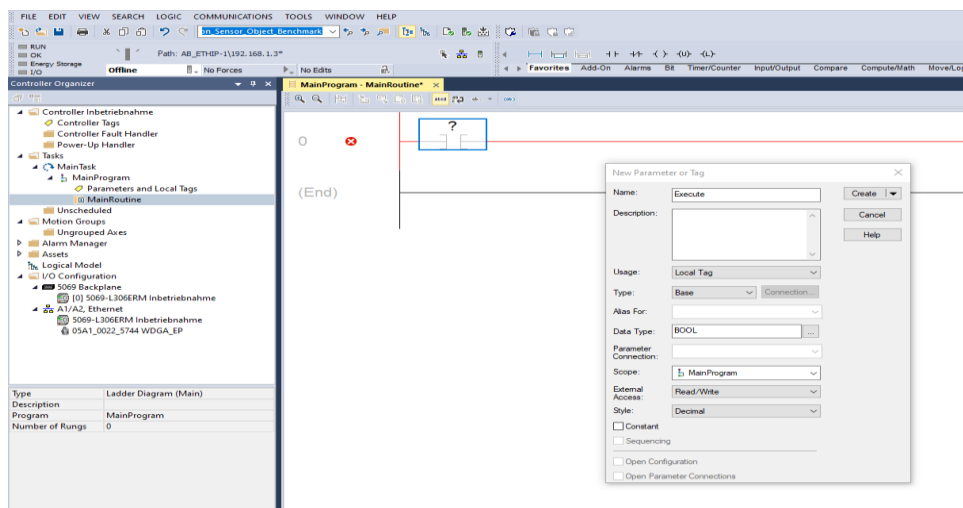 FILE EDIT VIEW SEARCH LOGIC COMMUNICATIONS TOOLS WINDOW HELP
on_Sensor_Object_Benchmark
RUN
OK
Energy Storage
I/O
Path: AB_ETHIP-1\192.168.1.3*
Offline
No Forces
No Edits
Favorites Add-On Alarms Bit Timer/Counter Input/Output Compare Compute/Math Move/Log
Controller Organizer
Controller Inbetriebnahme
Controller Tags
Controller Fault Handler
Power-Up Handler
Tasks
MainTask
MainProgram
Parameters and Local Tags
MainRoutine
Unscheduled
Motion Groups
Ungrouped Axes
Alarm Manager
Assets
Logical Model
I/O Configuration
5069 Backplane
[0] 5069-L306ERM Inbetriebnahme
A1/A2, Ethernet
5069-L306ERM Inbetriebnahme
05A1_0022_5744 WDGA_EP
Type Ladder Diagram (Main)
Description
Program MainProgram
Number of Rungs 0
MainProgram - MainRoutine* ×
?
0
(End)
New Parameter or Tag
Name: Execute
Description:
Usage: Local Tag
Type: Base Connection...
Alias For:
Data Type: BOOL ...
Parameter
Connection:
Scope: MainProgram
External
Access: Read/Write
Style: Decimal
Constant
Sequencing
Open Configuration
Open Parameter Connections
Create
Cancel
Help